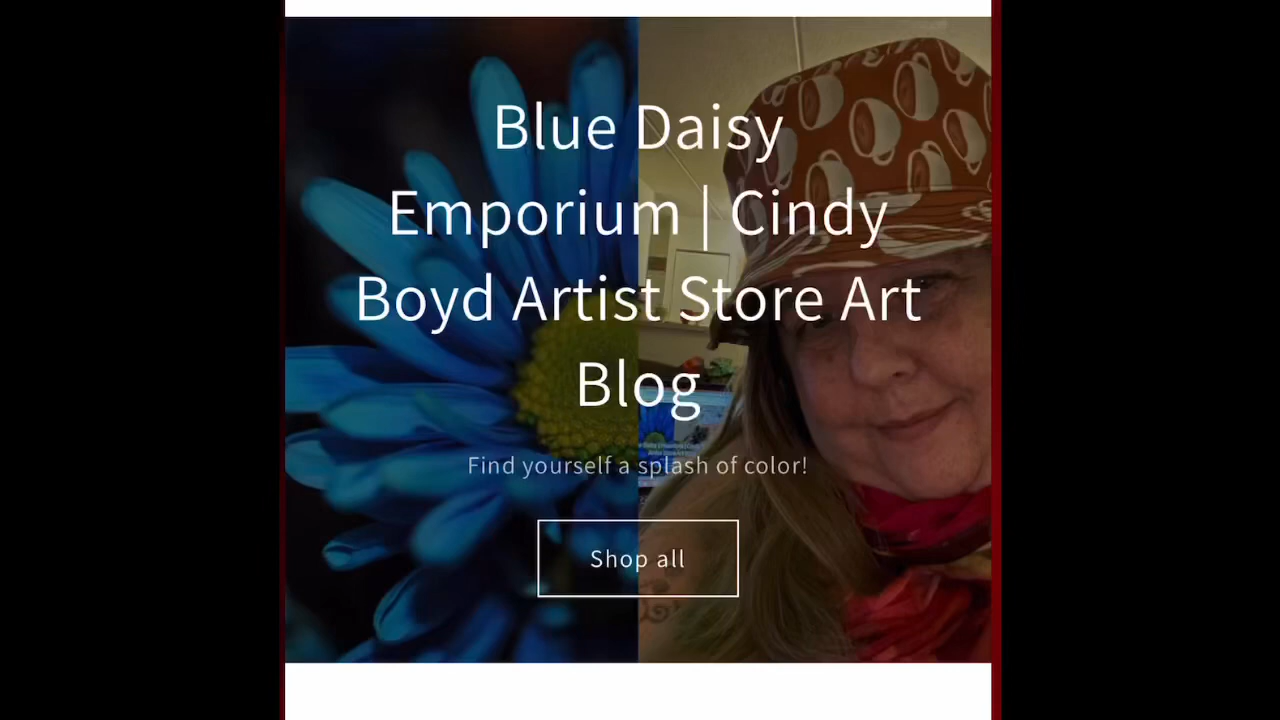 Blue Daisy
Emporium | Cindy
Boyd Artist Store Art
Blog
Find yourself a splash of color!
Shop all